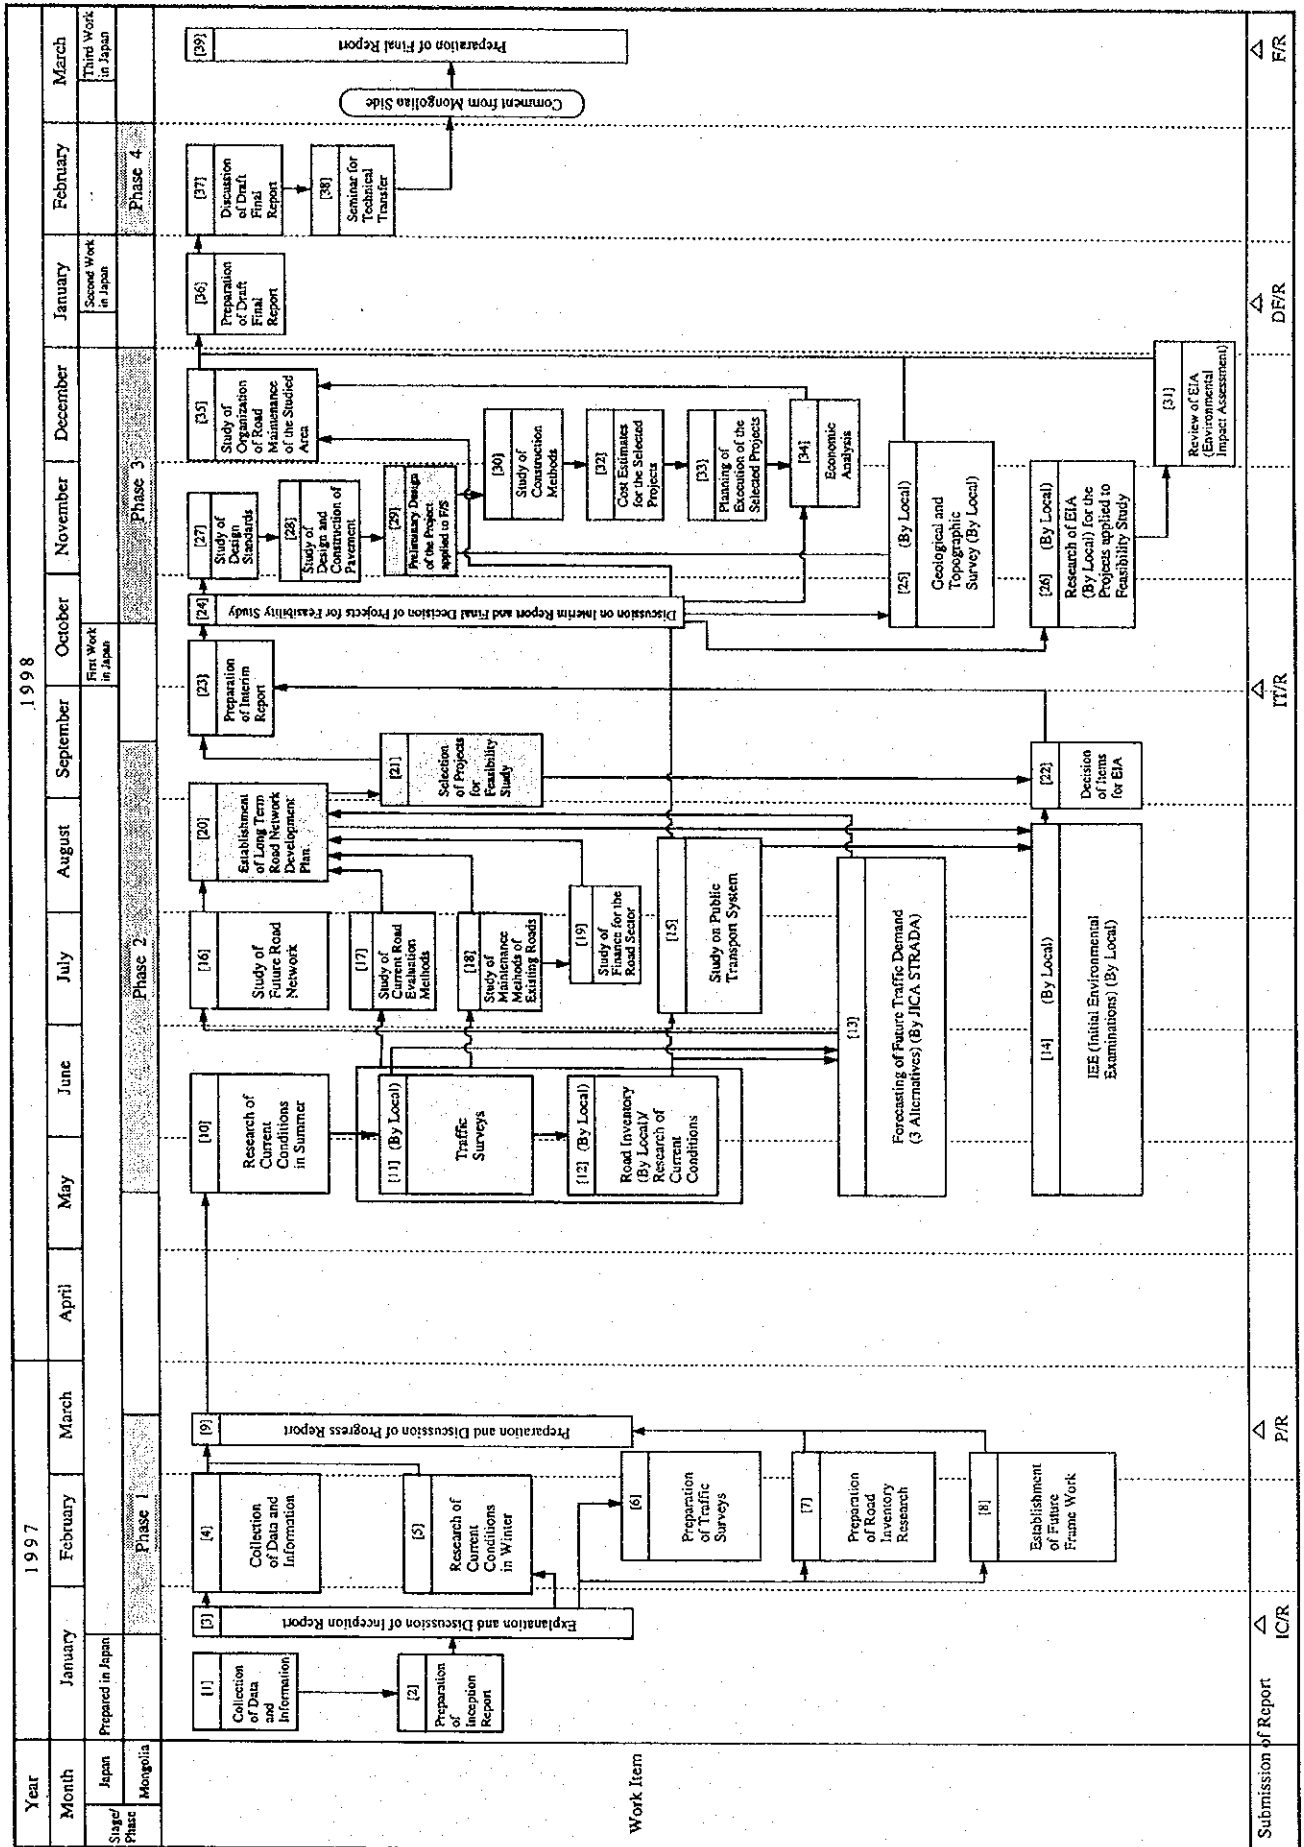 Year
1997
1998
Month
January
February
March
April
May
June
July
August
September
October
November
December
January
February
March
Stage/
Phase
Japan
Prepared in Japan
First Work
in Japan
Second Work
in Japan
Third Work
in Japan
Mongolia
Phase 1
Phase 2
Phase 3
Phase 4
Work Item
[1]
Collection
of Data
and
Information
[2]
Preparation
of
Inception
Report
[3]
Explanation and Discussion of Inception Report
[4]
Collection
of Data and
Information
[5]
Research of
Current
Conditions
in Winter
[6]
Preparation
of Traffic
Surveys
[7]
Preparation
of Road
Inventory
Research
[8]
Establishment
of Future
Frame Work
[9]
Preparation and Discussion of Progress Report
[10]
Research of
Current
Conditions
in Summer
[11] (By Local)
Traffic
Surveys
[12] (By Local)
Road Inventory
(By Local)/
Research of
Current
Conditions
[13]
Forecasting of Future Traffic Demand
(3 Alternatives) (By JICA STRADA)
[14] (By Local)
IEE (Initial Environmental
Examinations) (By Local)
[15]
Study on Public
Transport System
[16]
Study of
Future Road
Network
[17]
Study of
Current Road
Evaluation
Methods
[18]
Study of
Maintenance
Methods of
Existing Roads
[19]
Study of
Finance for the
Road Sector
[20]
Establishment
of Long Term
Road Network
Development
Plan
[21]
Selection
of Projects
for
Feasibility
Study
[22]
Decision
of Items
for EIA
[23]
Preparation
of Interim
Report
[24]
Discussion on Interim Report and Final Decision of Projects for Feasibility Study
[25] (By Local)
Geological and
Topographic
Survey (By Local)
[26] (By Local)
Research of EIA
(By Local) for the
Projects applied to
Feasibility Study
[27]
Study of
Design
Standards
[28]
Study of
Design and
Construction of
Pavement
[29]
Preliminary Design
of the Project
applied to F/S
[30]
Study of
Construction
Methods
[31]
Review of EIA
(Environmental
Impact Assessment)
[32]
Cost Estimates
for the Selected
Projects
[33]
Planning of
Execution of the
Selected Projects
[34]
Economic
Analysis
[35]
Study of
Organization
of Road
Maintenance
of the Studied
Area
[36]
Preparation
of Draft
Final
Report
[37]
Discussion
of Draft
Final
Report
[38]
Seminar for
Technical
Transfer
Comment from Mongolian Side
[39]
Preparation of Final Report
Submission of Report
△ IC/R
△ P/R
△ IT/R
△ DF/R
△ F/R